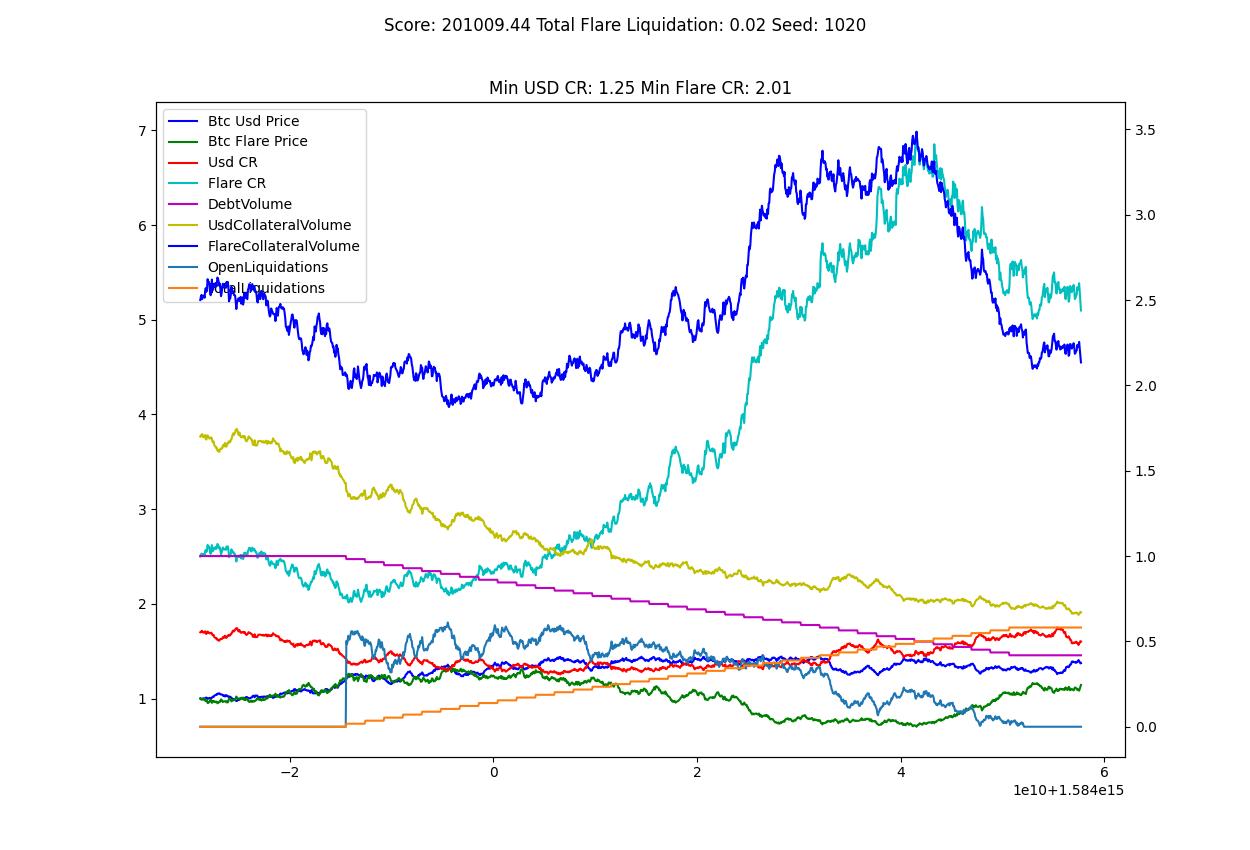 Score: 201009.44 Total Flare Liquidation: 0.02 Seed: 1020
Min USD CR: 1.25 Min Flare CR: 2.01
Btc Usd Price
Btc Flare Price
Usd CR
Flare CR
DebtVolume
UsdCollateralVolume
FlareCollateralVolume
OpenLiquidations
TotalLiquidations
7
6
5
4
3
2
1
3.5
3.0
2.5
2.0
1.5
1.0
0.5
0.0
−2 0 2 4 6
1e10+1.584e15